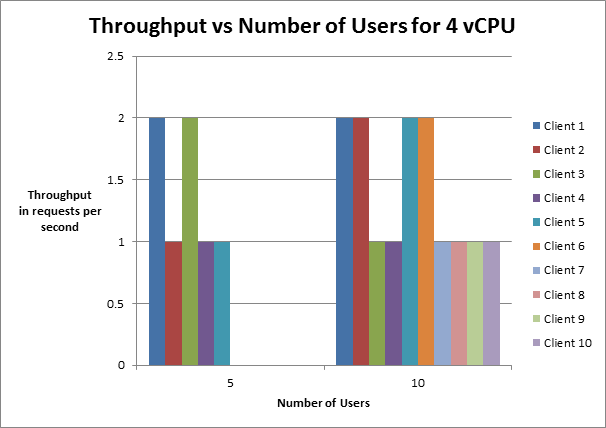 Throughput vs Number of Users for 4 vCPU
2.5
2
1.5
1
0.5
0
Throughput
in requests per
second
5
10
Number of Users
Client 1
Client 2
Client 3
Client 4
Client 5
Client 6
Client 7
Client 8
Client 9
Client 10